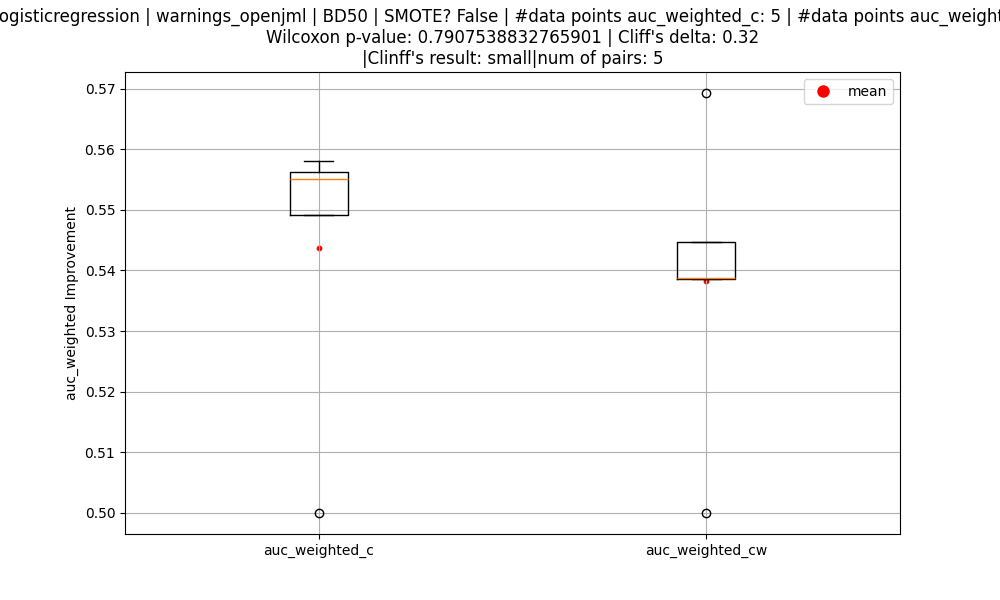 ogisticregression | warnings_openjml | BD50 | SMOTE? False | #data points auc_weighted_c: 5 | #data points auc_weight
Wilcoxon p-value: 0.7907538832765901 | Cliff's delta: 0.32
|Clinff's result: small|num of pairs: 5
mean
0.57
0.56
0.55
0.54
0.53
0.52
0.51
0.50
auc_weighted Improvement
auc_weighted_c
auc_weighted_cw